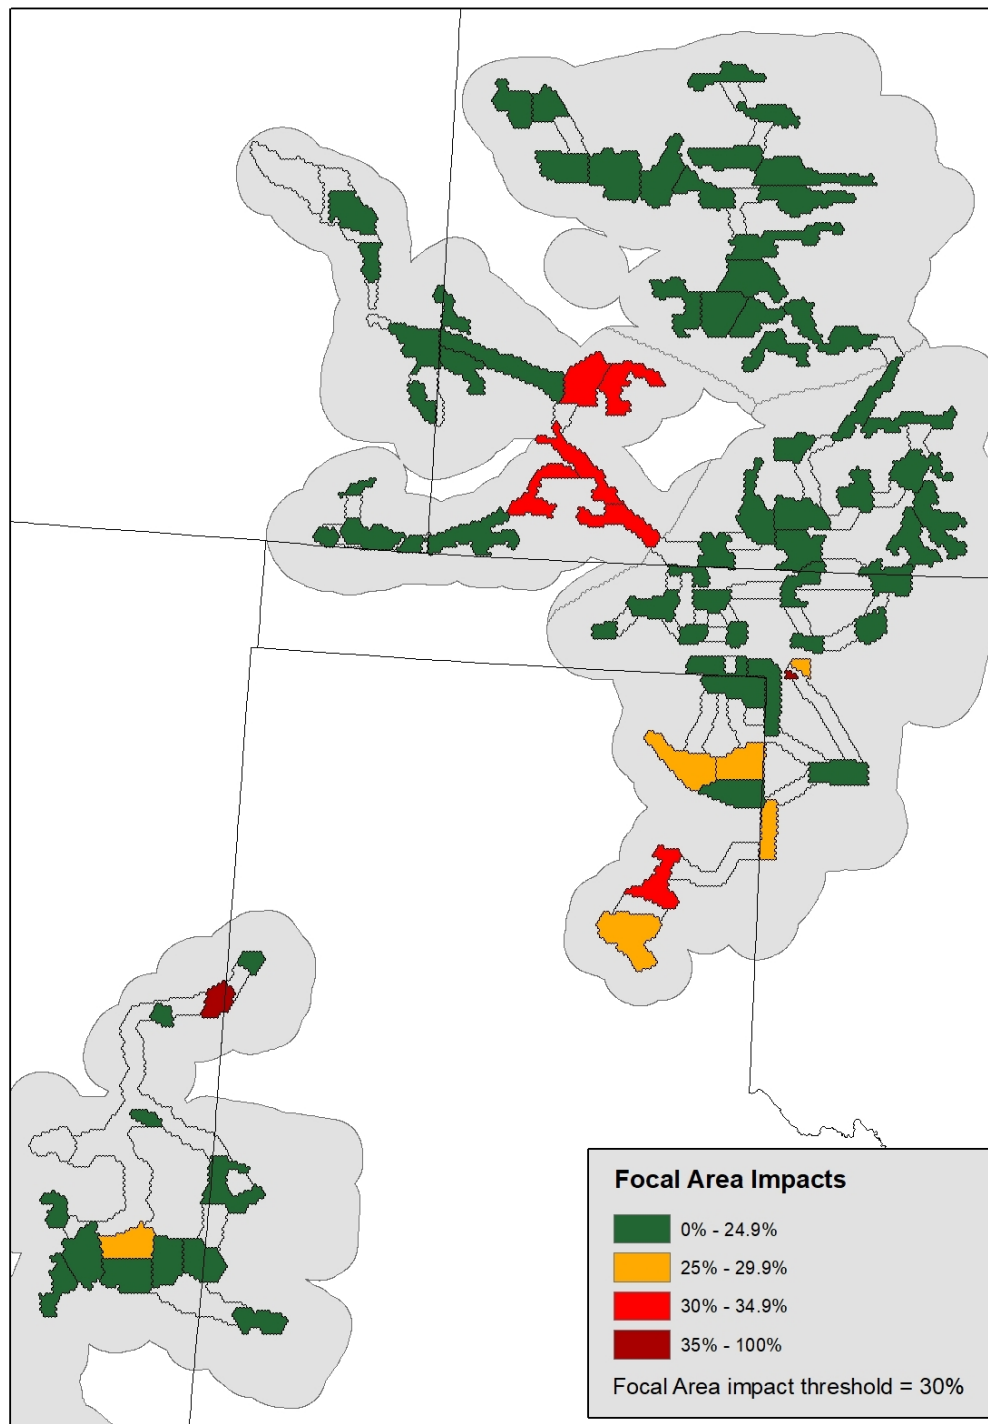 Focal Area Impacts
0% - 24.9%
25% - 29.9%
30% - 34.9%
35% - 100%
Focal Area impact threshold = 30%